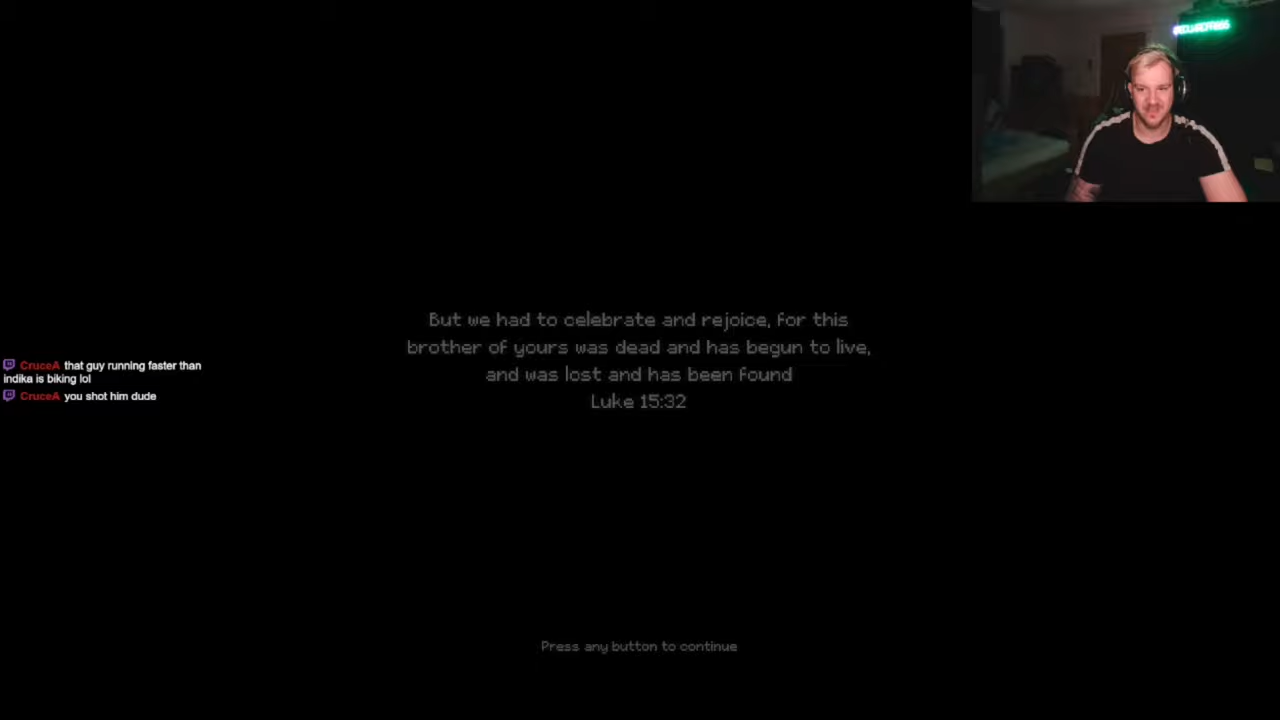 But we had to celebrate and rejoice, for this
brother of yours was dead and has begun to live,
and was lost and has been found
Luke 15:32
CruceA that guy running faster than
indika is biking lol
CruceA you shot him dude
Press any button to continue